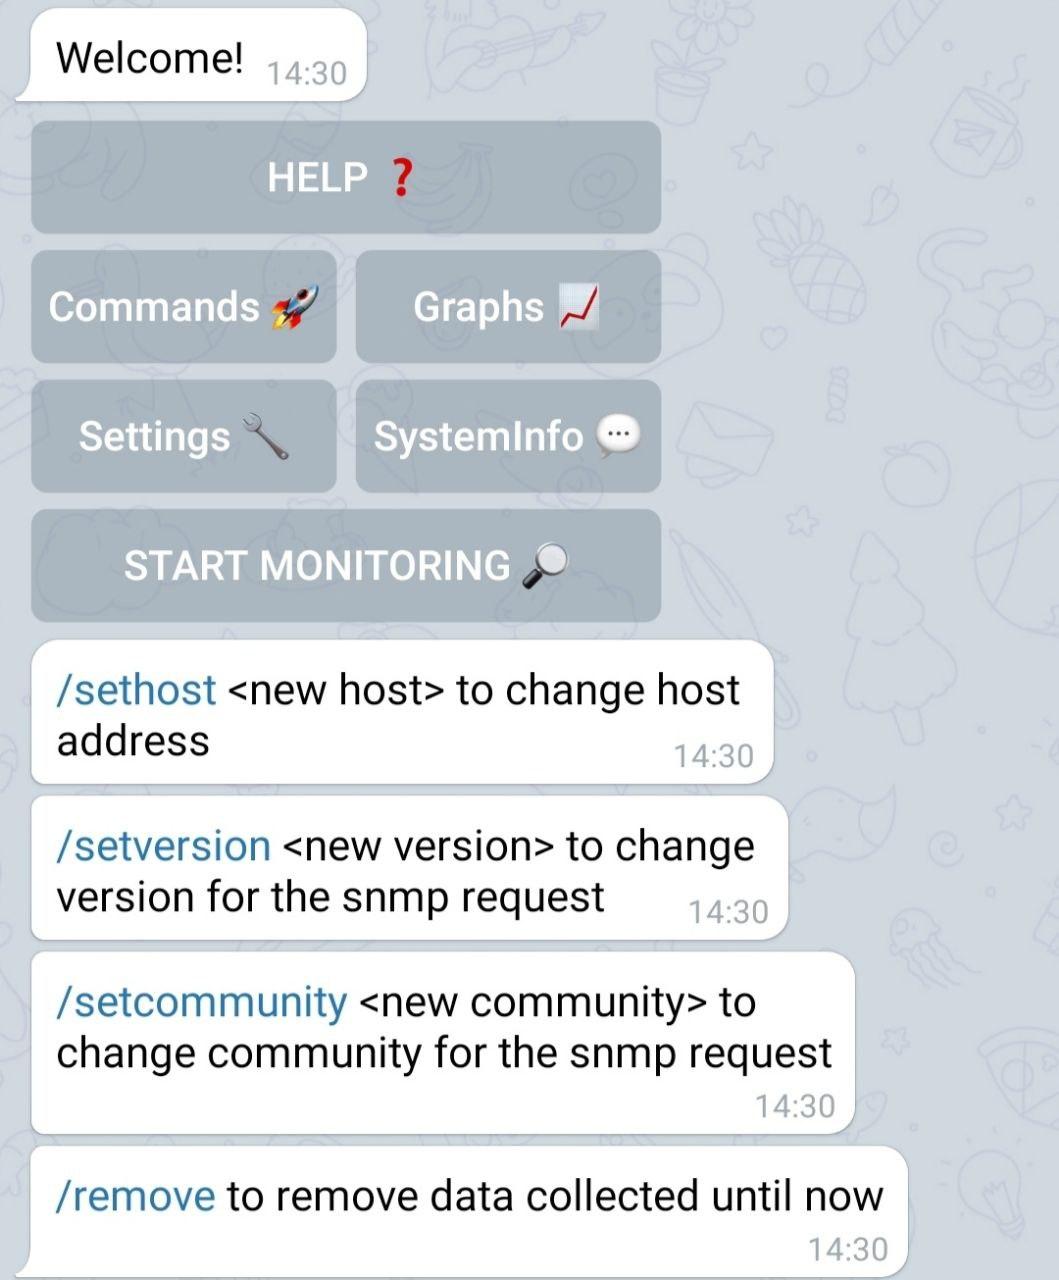 Welcome! 14:30
HELP ❓
Commands 🚀 Graphs 📈
Settings 🔧 SystemInfo 💬
START MONITORING 🔎
/sethost <new host> to change host
address 14:30
/setversion <new version> to change
version for the snmp request 14:30
/setcommunity <new community> to
change community for the snmp request
14:30
/remove to remove data collected until now
14:30